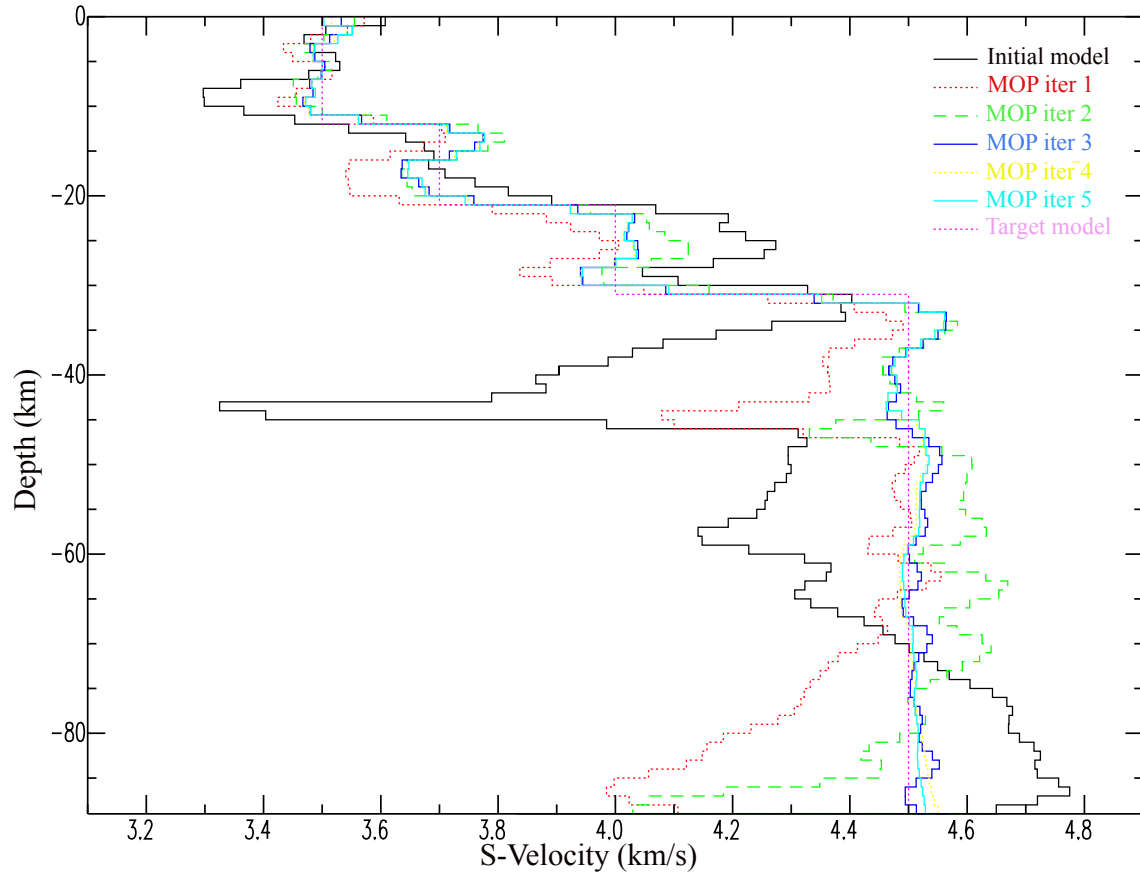 0
−20
−40
−60
−80
Depth (km)
Initial model
MOP iter 1
MOP iter 2
MOP iter 3
MOP iter 4
MOP iter 5
Target model
3.2 3.4 3.6 3.8 4.0 4.2 4.4 4.6 4.8
S-Velocity (km/s)